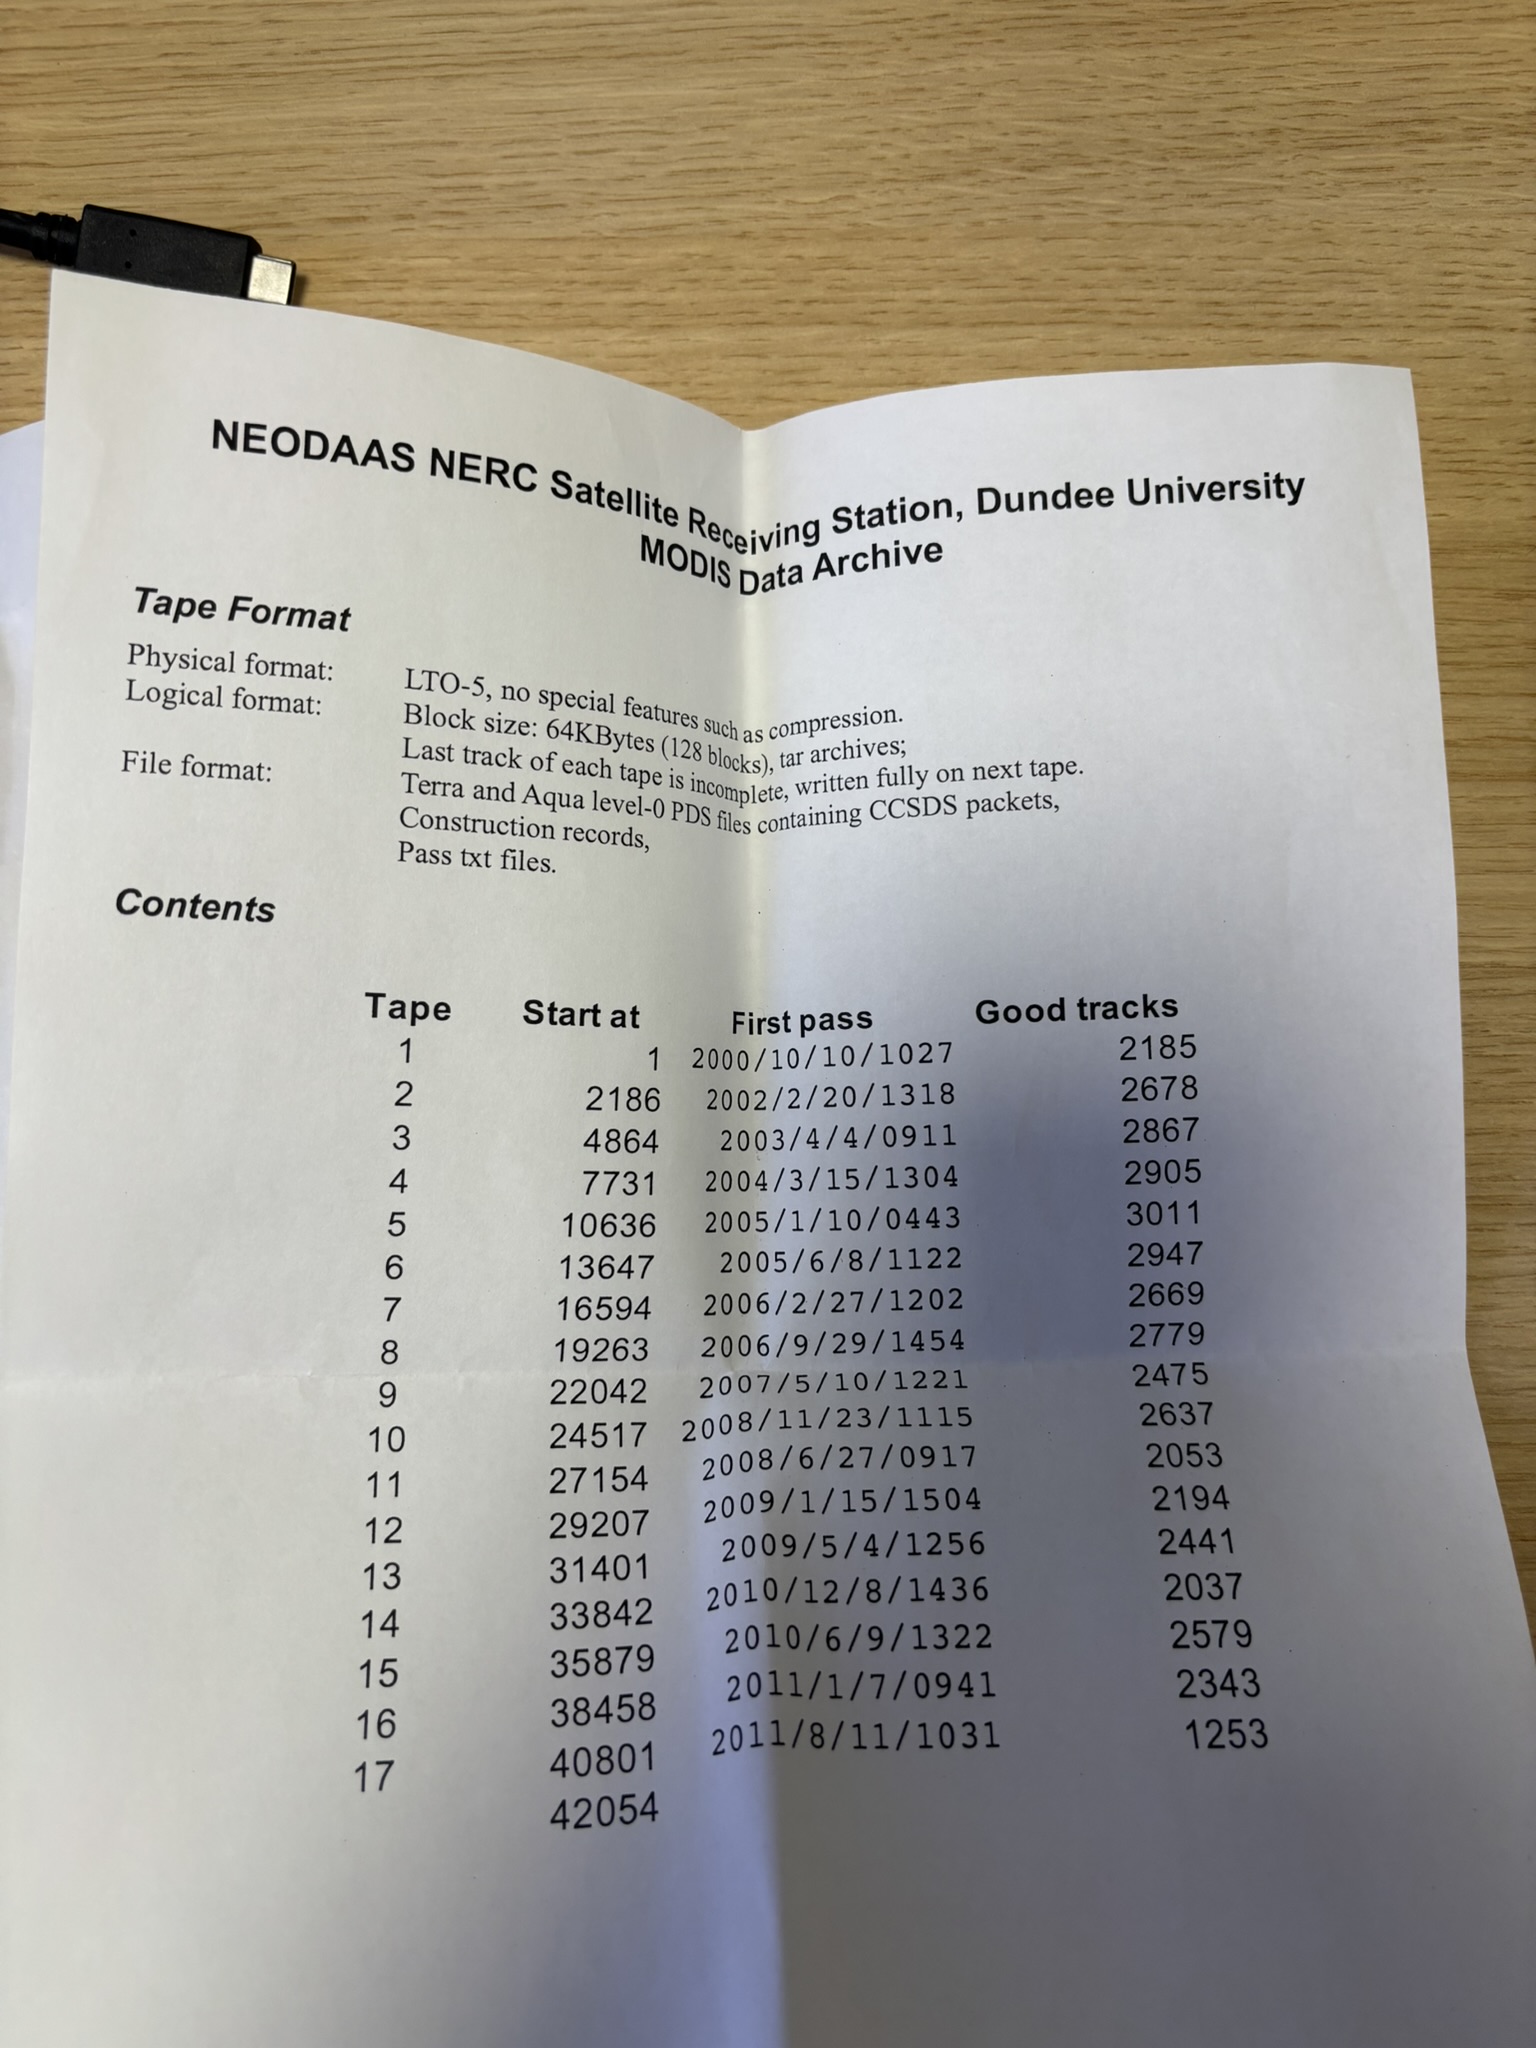 NEODAAS NERC Satellite Receiving Station, Dundee University
MODIS Data Archive
Tape Format
Physical format: LTO-5, no special features such as compression.
Logical format: Block size: 64KBytes (128 blocks), tar archives;
Last track of each tape is incomplete, written fully on next tape.
File format: Terra and Aqua level-0 PDS files containing CCSDS packets,
Construction records,
Pass txt files.
Contents
Tape Start at First pass Good tracks
1 1 2000/10/10/1027 2185
2 2186 2002/2/20/1318 2678
3 4864 2003/4/4/0911 2867
4 7731 2004/3/15/1304 2905
5 10636 2005/1/10/0443 3011
6 13647 2005/6/8/1122 2947
7 16594 2006/2/27/1202 2669
8 19263 2006/9/29/1454 2779
9 22042 2007/5/10/1221 2475
10 24517 2008/11/23/1115 2637
11 27154 2008/6/27/0917 2053
12 29207 2009/1/15/1504 2194
13 31401 2009/5/4/1256 2441
14 33842 2010/12/8/1436 2037
15 35879 2010/6/9/1322 2579
16 38458 2011/1/7/0941 2343
17 40801 2011/8/11/1031 1253
42054